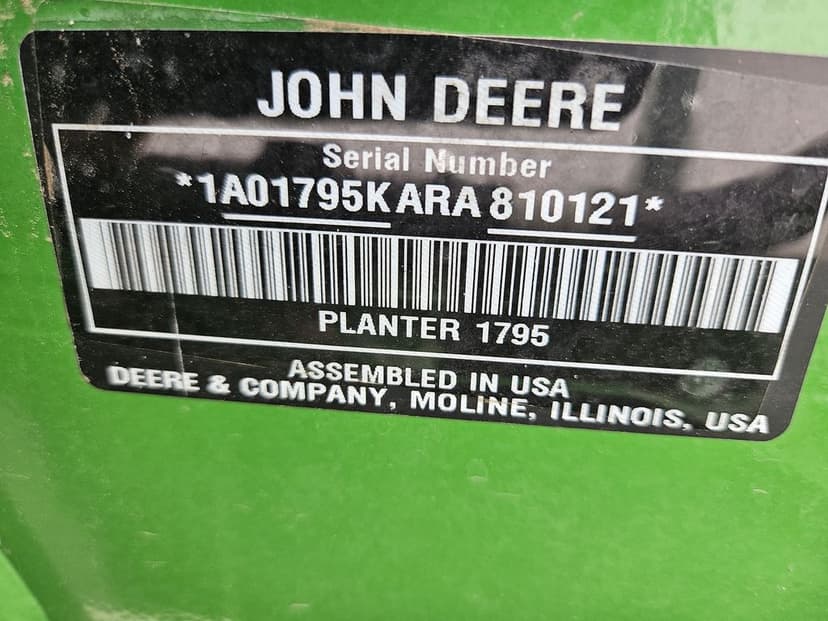 JOHN DEERE
Serial Number
*1A01795KARA810121*
PLANTER 1795
ASSEMBLED IN USA
DEERE & COMPANY, MOLINE, ILLINOIS, USA